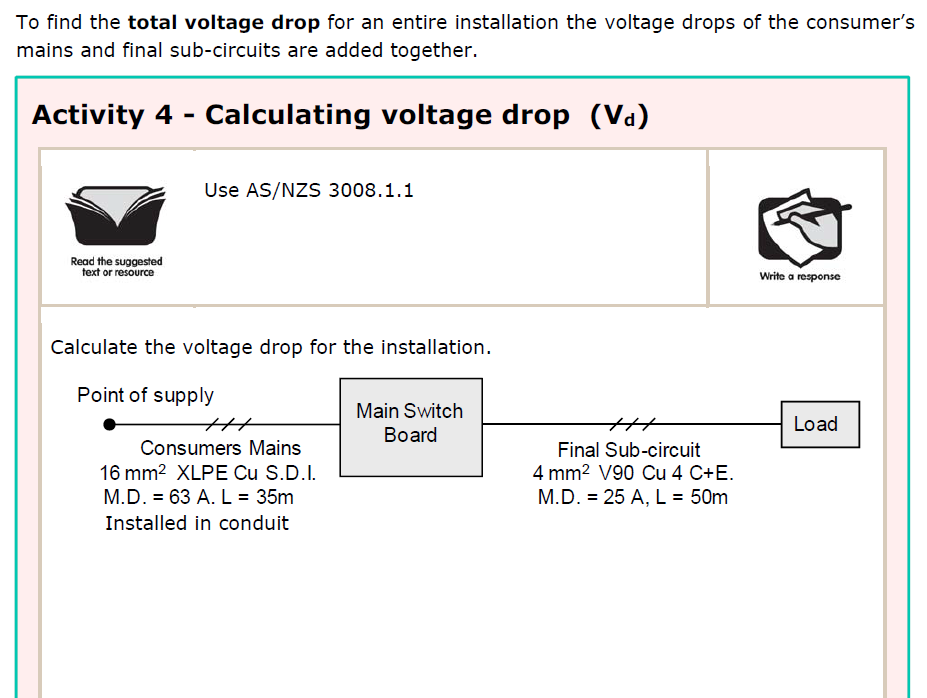 To find the total voltage drop for an entire installation the voltage drops of the consumer's
mains and final sub-circuits are added together.
Activity 4 - Calculating voltage drop (Vd)
Use AS/NZS 3008.1.1
Read the suggested
text or resource
Write a response
Calculate the voltage drop for the installation.
Point of supply
Main Switch
Board
Load
Consumers Mains
16 mm² XLPE Cu S.D.I.
M.D. = 63 A. L = 35m
Installed in conduit
Final Sub-circuit
4 mm² V90 Cu 4 C+E.
M.D. = 25 A, L = 50m